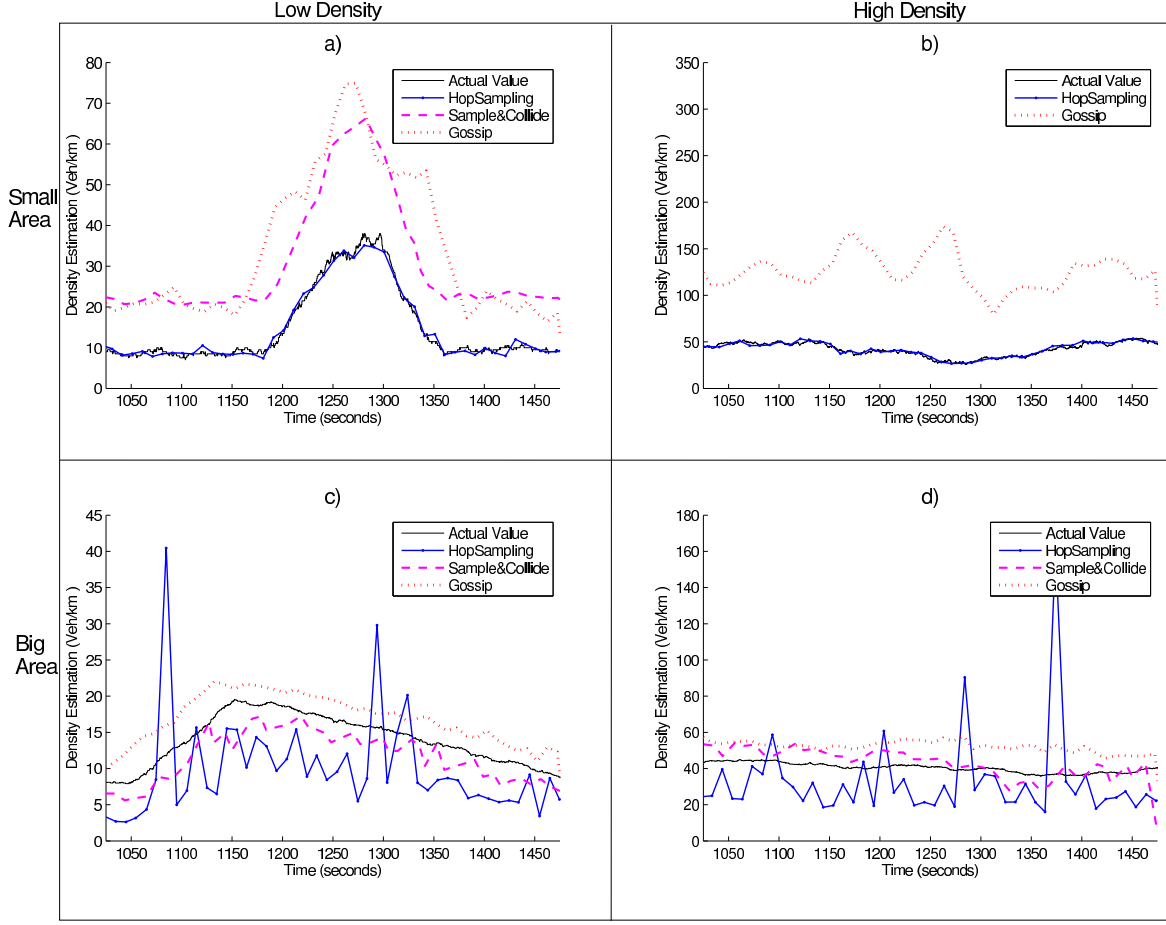 Low Density
High Density
Small
Area
Big
Area
a)
80
70
60
50
40
30
20
10
0
Density Estimation (Veh/km)
1050 1100 1150 1200 1250 1300 1350 1400 1450
Time (seconds)
Actual Value
HopSampling
Sample&Collide
Gossip
b)
350
300
250
200
150
100
50
0
Density Estimation (Veh/km)
1050 1100 1150 1200 1250 1300 1350 1400 1450
Time (seconds)
Actual Value
HopSampling
Gossip
c)
45
40
35
30
25
20
15
10
5
0
Density Estimation (Veh/km )
1050 1100 1150 1200 1250 1300 1350 1400 1450
Time (seconds)
Actual Value
HopSampling
Sample&Collide
Gossip
d)
180
160
140
120
100
80
60
40
20
0
Density Estimation (Veh/km )
1050 1100 1150 1200 1250 1300 1350 1400 1450
Time (seconds)
Actual Value
HopSampling
Sample&Collide
Gossip